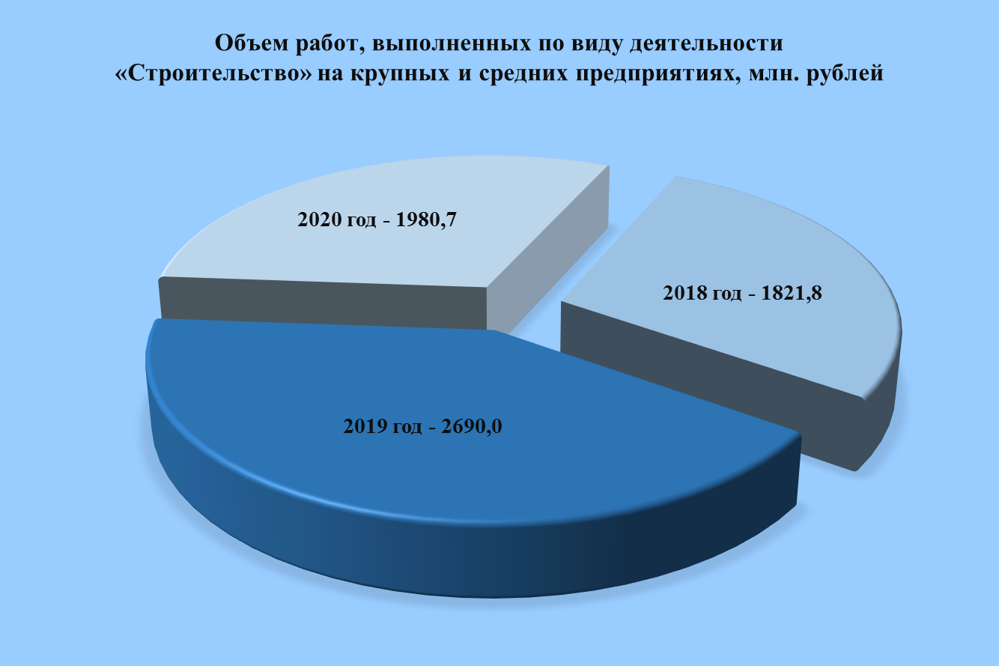 Объем работ, выполненных по виду деятельности
«Строительство» на крупных и средних предприятиях, млн. рублей
2020 год - 1980,7
2018 год - 1821,8
2019 год - 2690,0